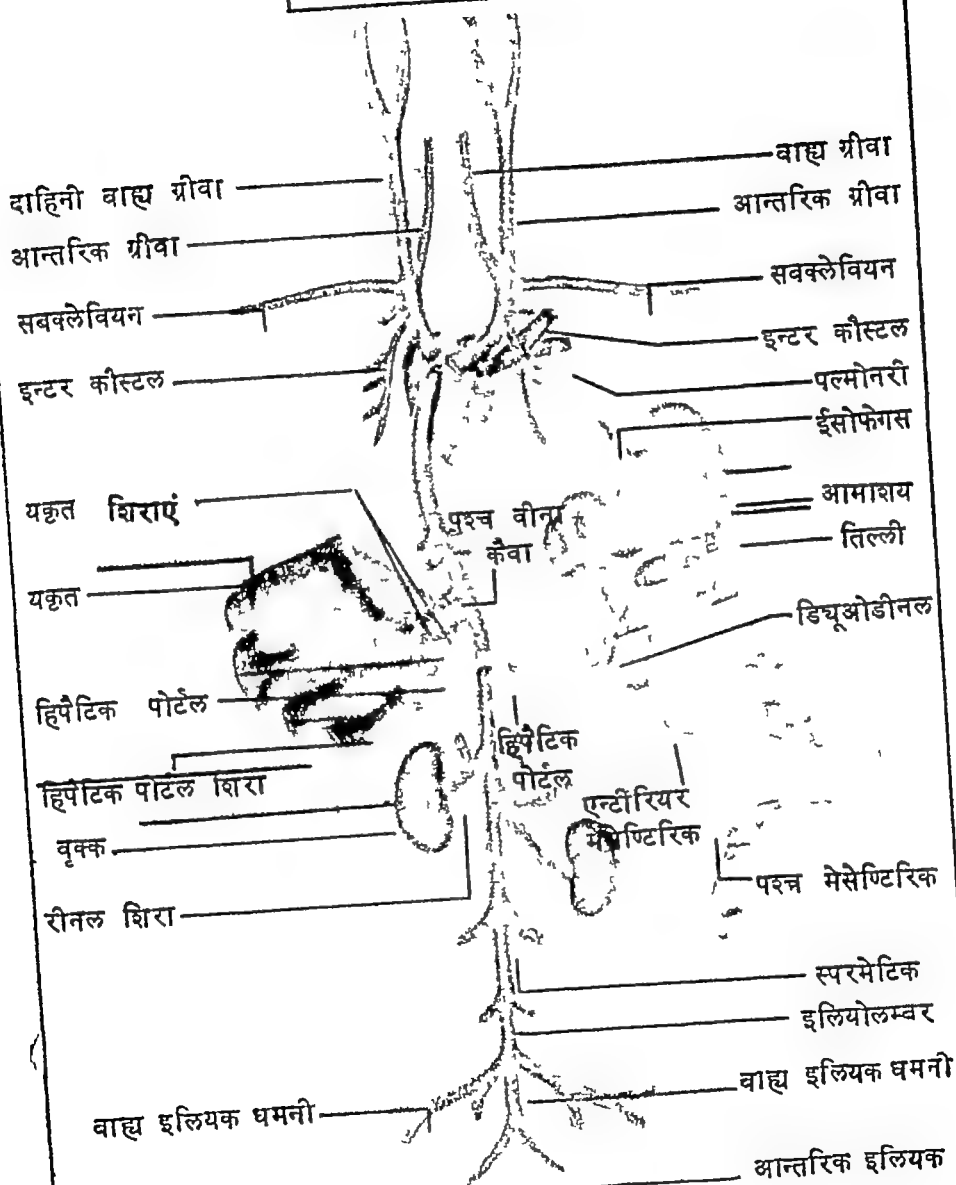 वाह्य ग्रीवा
दाहिनी वाह्य ग्रीवा
आन्तरिक ग्रीवा
आन्तरिक ग्रीवा
सवक्लेवियन
सबक्लेवियन
इन्टर कौस्टल
इन्टर कौस्टल
पल्मोनरी
ईसोफेगस
यकृत शिराएं
आमाशय
पश्च वीना
कैवा
तिल्ली
यकृत
डियूओडीनल
हिपैटिक पोर्टल
हिपैटिक
पोर्टल
हिपैटिक पोर्टल शिरा
एन्टीरियर
मेसेण्टिरिक
वृक्क
पश्च मेसेण्टिरिक
रीनल शिरा
स्परमेटिक
इलियोलम्वर
वाह्य इलियक धमनी
वाह्य इलियक धमनी
आन्तरिक इलियक